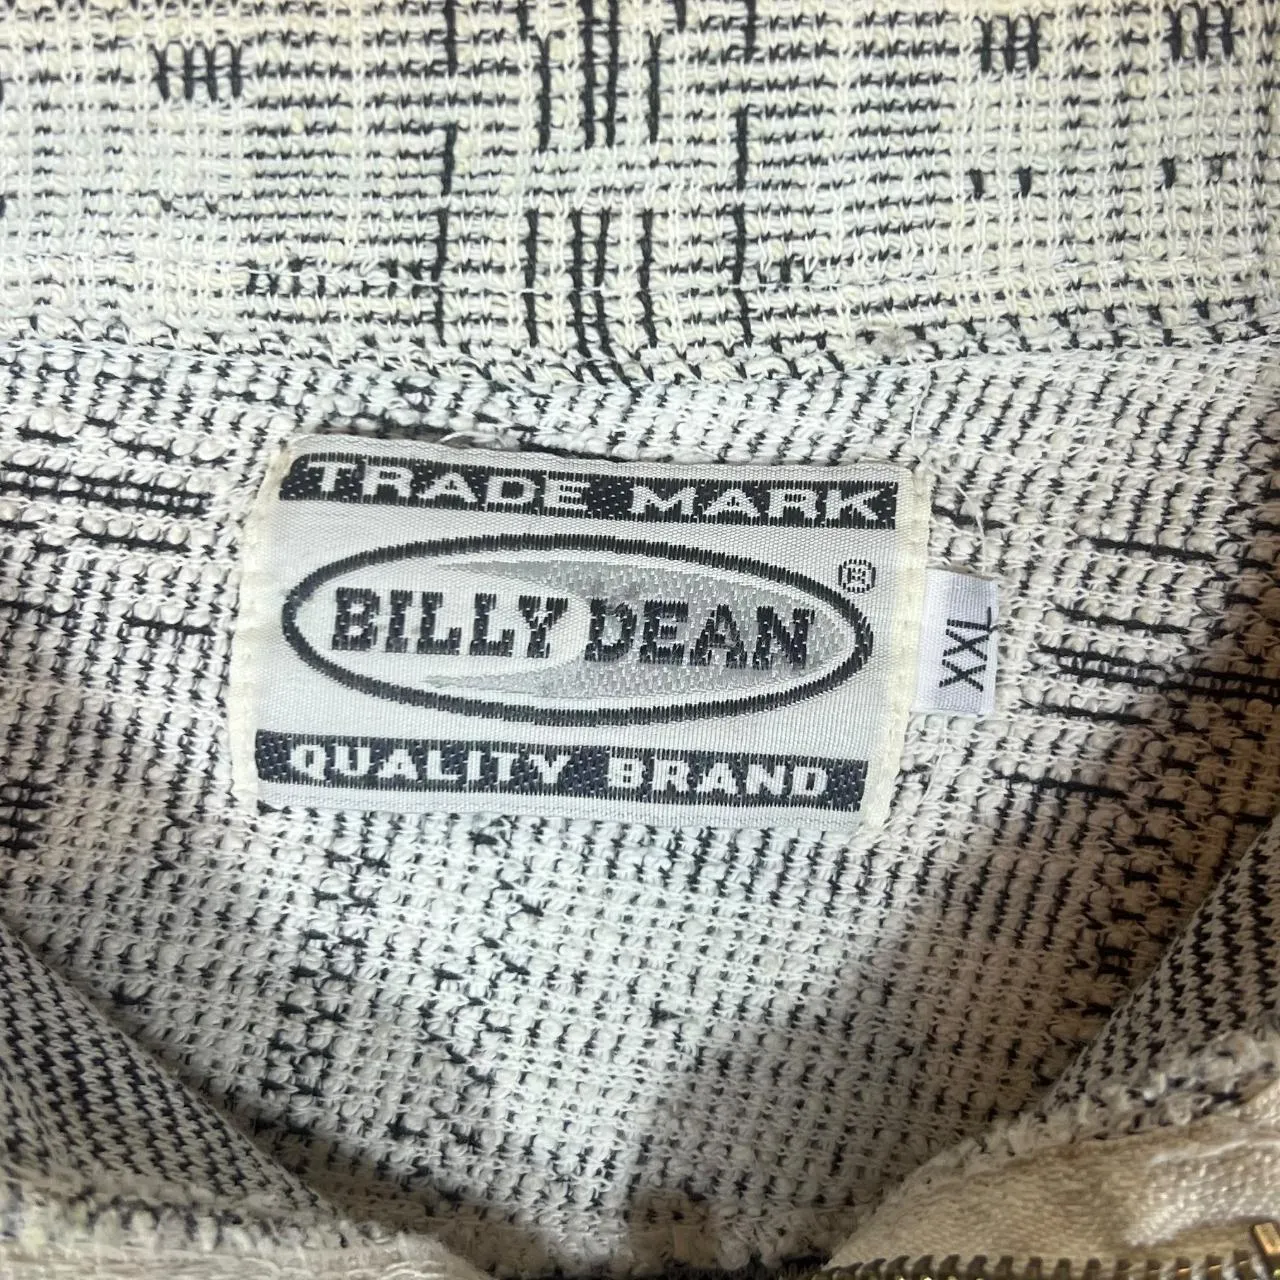 TRADE MARK
BILLY DEAN ®
QUALITY BRAND
XXL